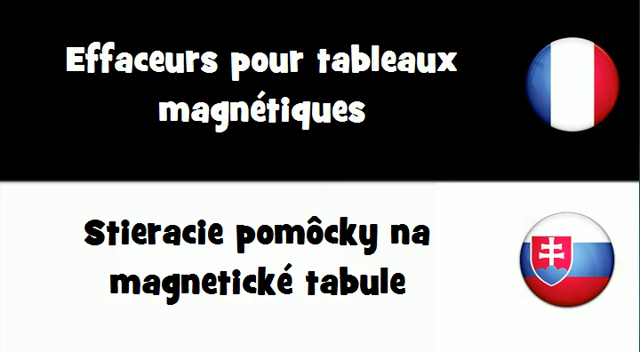 Effaceurs pour tableaux
magnétiques
Stieracie pomôcky na
magnetické tabule